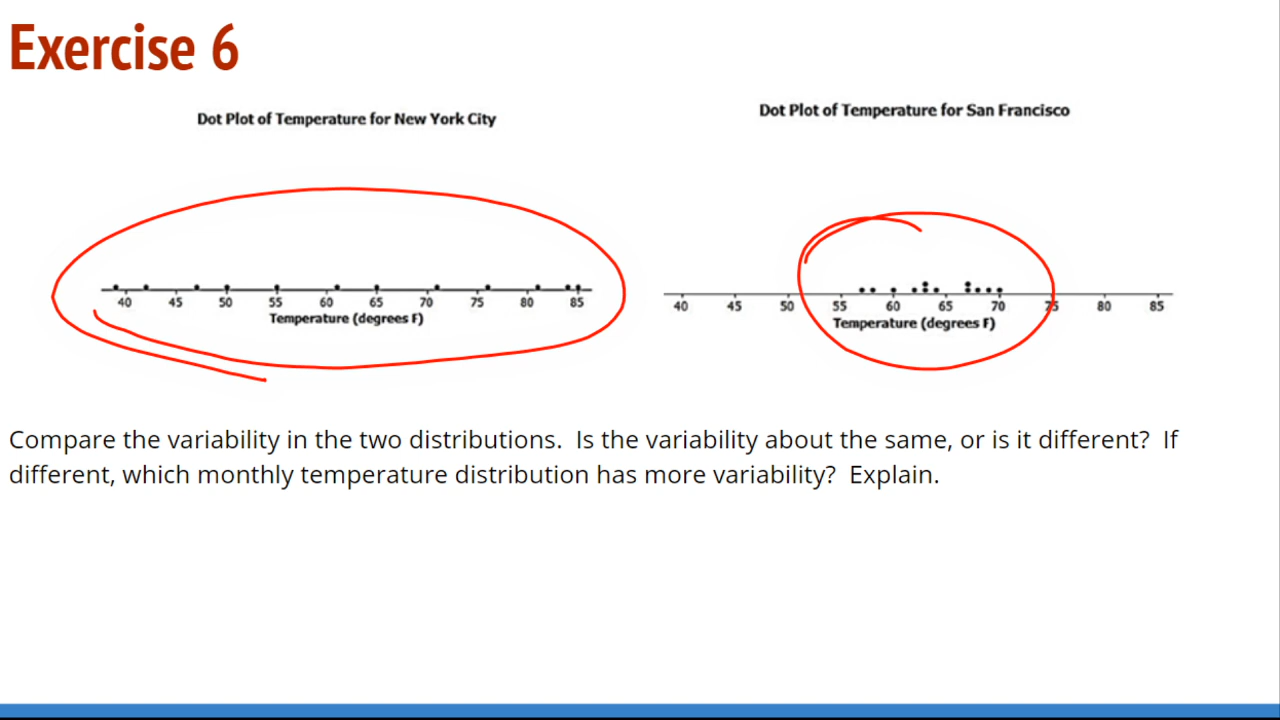 Exercise 6
Dot Plot of Temperature for New York City
Dot Plot of Temperature for San Francisco
40 45 50 55 60 65 70 75 80 85
Temperature (degrees F)
40 45 50 55 60 65 70 75 80 85
Temperature (degrees F)
Compare the variability in the two distributions. Is the variability about the same, or is it different? If
different, which monthly temperature distribution has more variability? Explain.